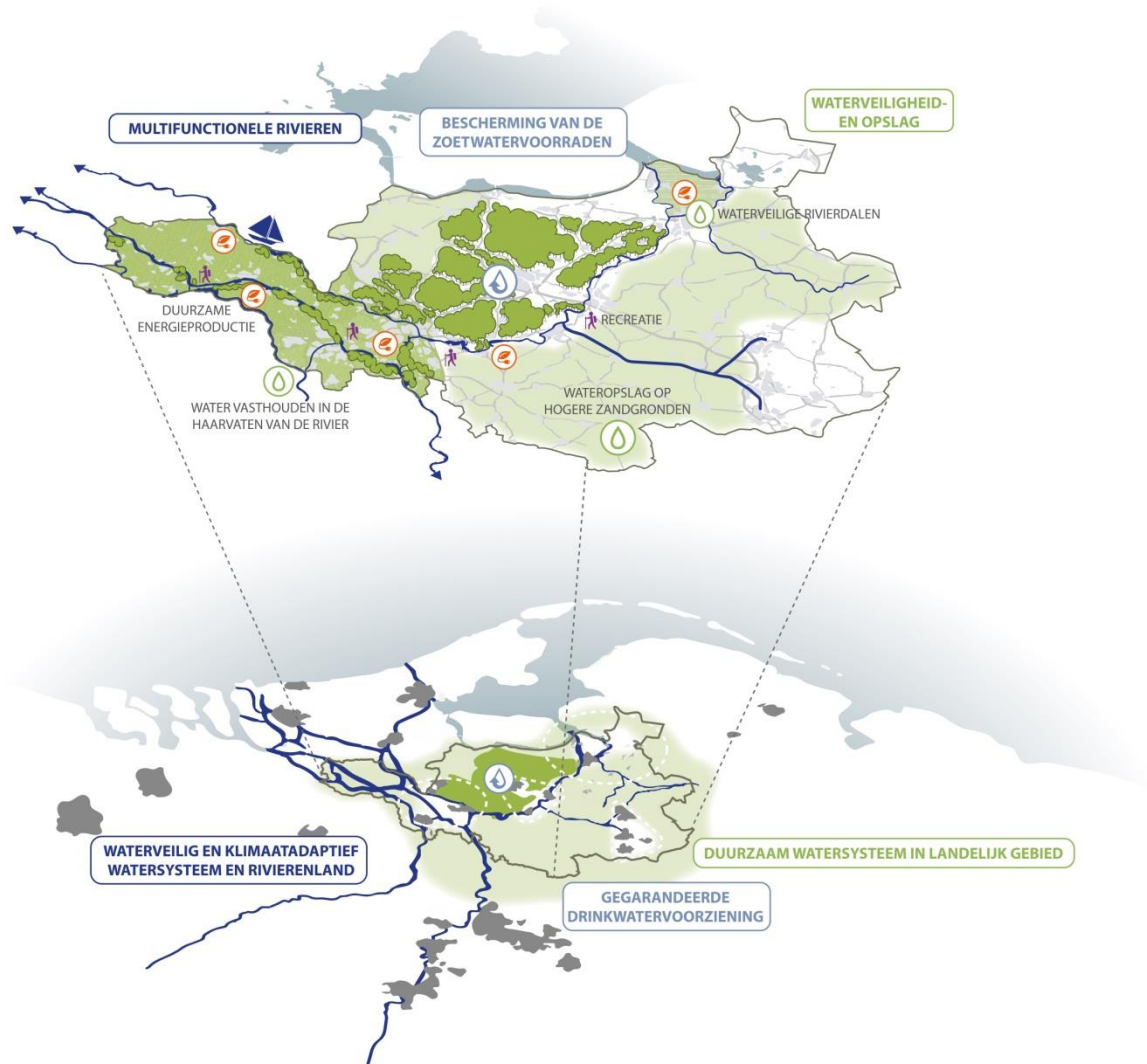 MULTIFUNCTIONELE RIVIEREN
BESCHERMING VAN DE
ZOETWATERVOORRADEN
WATERVEILIGHEID-
EN OPSLAG
WATERVEILIGE RIVIERDALEN
DUURZAME
ENERGIEPRODUCTIE
RECREATIE
WATER VASTHOUDEN IN DE
HAARVATEN VAN DE RIVIER
WATEROPSLAG OP
HOGERE ZANDGRONDEN
WATERVEILIG EN KLIMAATADAPTIEF
WATERSYSTEEM EN RIVIERENLAND
DUURZAAM WATERSYSTEEM IN LANDELIJK GEBIED
GEGARANDEERDE
DRINKWATERVOORZIENING